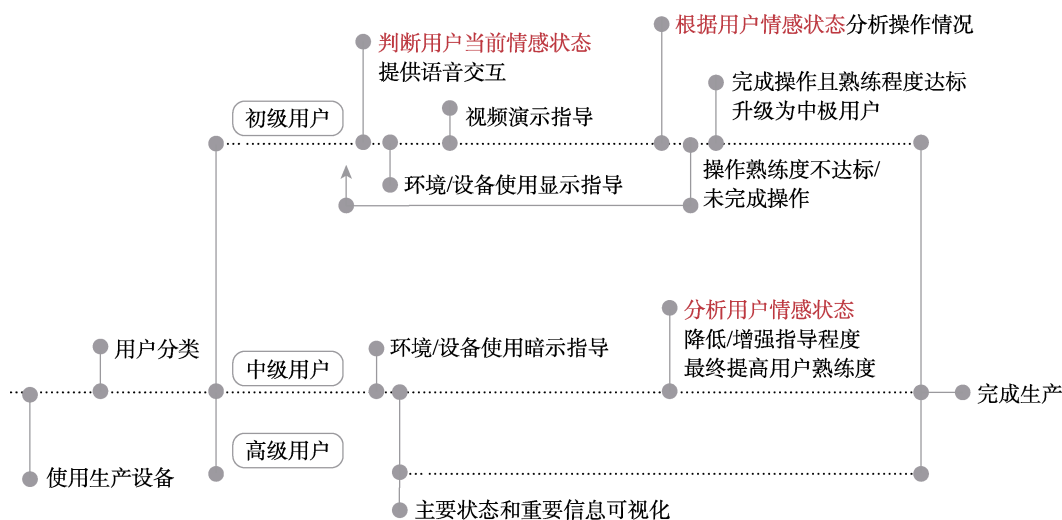 根据用户情感状态分析操作情况
判断用户当前情感状态
提供语音交互
完成操作且熟练程度达标
升级为中极用户
初级用户
视频演示指导
环境/设备使用显示指导
操作熟练度不达标/
未完成操作
分析用户情感状态
降低/增强指导程度
最终提高用户熟练度
用户分类
环境/设备使用暗示指导
中级用户
完成生产
高级用户
使用生产设备
主要状态和重要信息可视化